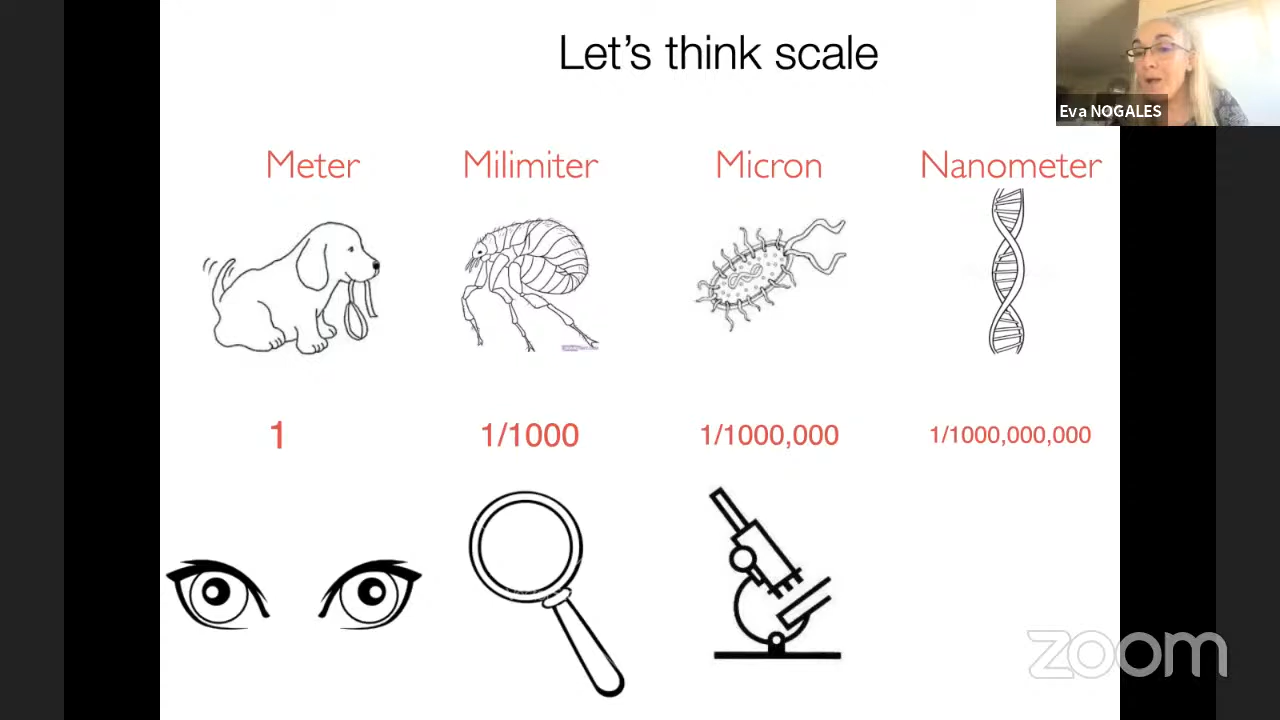 Let's think scale
Eva NOGALES
Meter Milimiter Micron Nanometer
1 1/1000 1/1000,000 1/1000,000,000
zoom